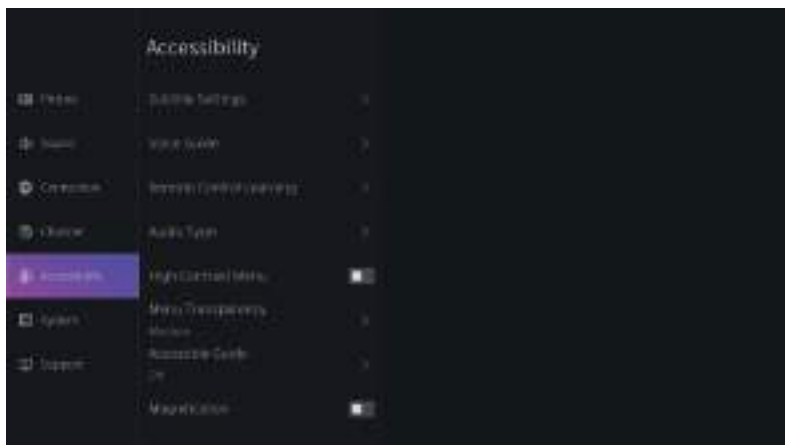 Accessibility
Picture
Subtitle Settings
Sound
Voice Guide
Connection
Remote Control Learning
Channel
Audio Type
Accessibility
High Contrast Menu
System
Menu Transparency
Medium
Support
Accessible Guide
Magnification